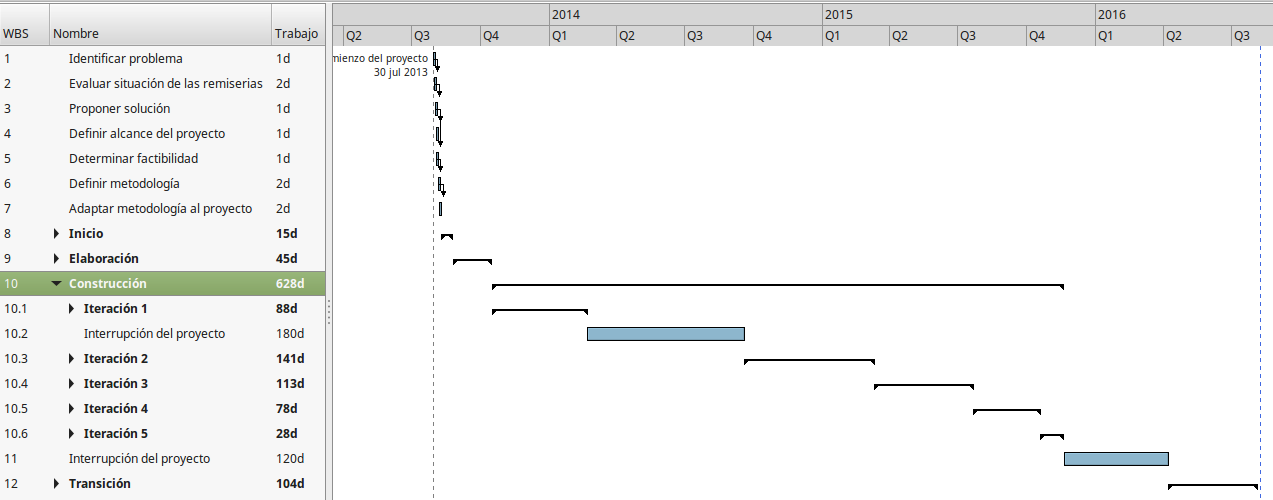 2014 2015 2016
WBS Nombre Trabajo Q2 Q3 Q4 Q1 Q2 Q3 Q4 Q1 Q2 Q3 Q4 Q1 Q2 Q3
1 Identificar problema 1d mienzo del proyecto
30 jul 2013
2 Evaluar situación de las remiserias 2d
3 Proponer solución 1d
4 Definir alcance del proyecto 1d
5 Determinar factibilidad 1d
6 Definir metodología 2d
7 Adaptar metodología al proyecto 2d
8 Inicio 15d
9 Elaboración 45d
10 Construcción 628d
10.1 Iteración 1 88d
10.2 Interrupción del proyecto 180d
10.3 Iteración 2 141d
10.4 Iteración 3 113d
10.5 Iteración 4 78d
10.6 Iteración 5 28d
11 Interrupción del proyecto 120d
12 Transición 104d